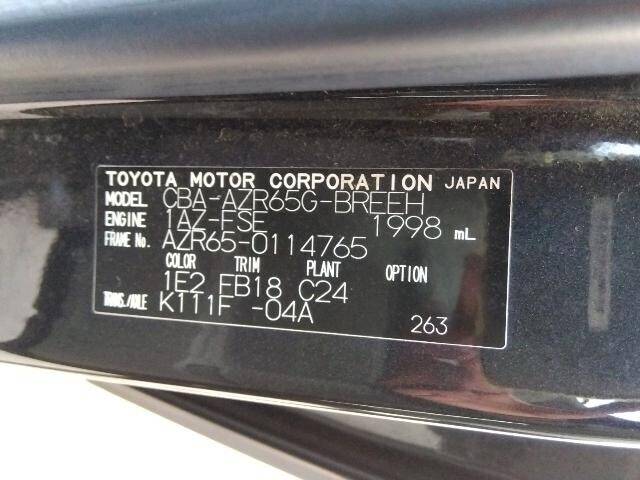 TOYOTA MOTOR CORPORATION JAPAN
MODEL CBA-AZR65G-BREEH
ENGINE 1AZ-FSE 1998 mL
FRAME No. AZR65-0114765
COLOR TRIM PLANT OPTION
1E2 FB18 C24
TRANS./AXLE K111F -04A
263